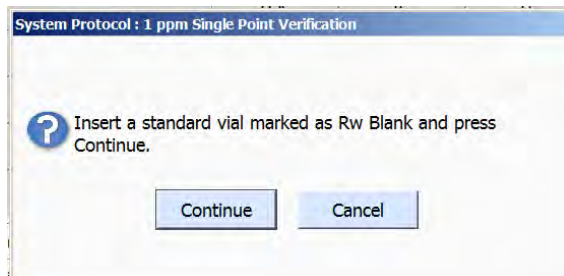 System Protocol : 1 ppm Single Point Verification
Insert a standard vial marked as Rw Blank and press
Continue.
Continue
Cancel